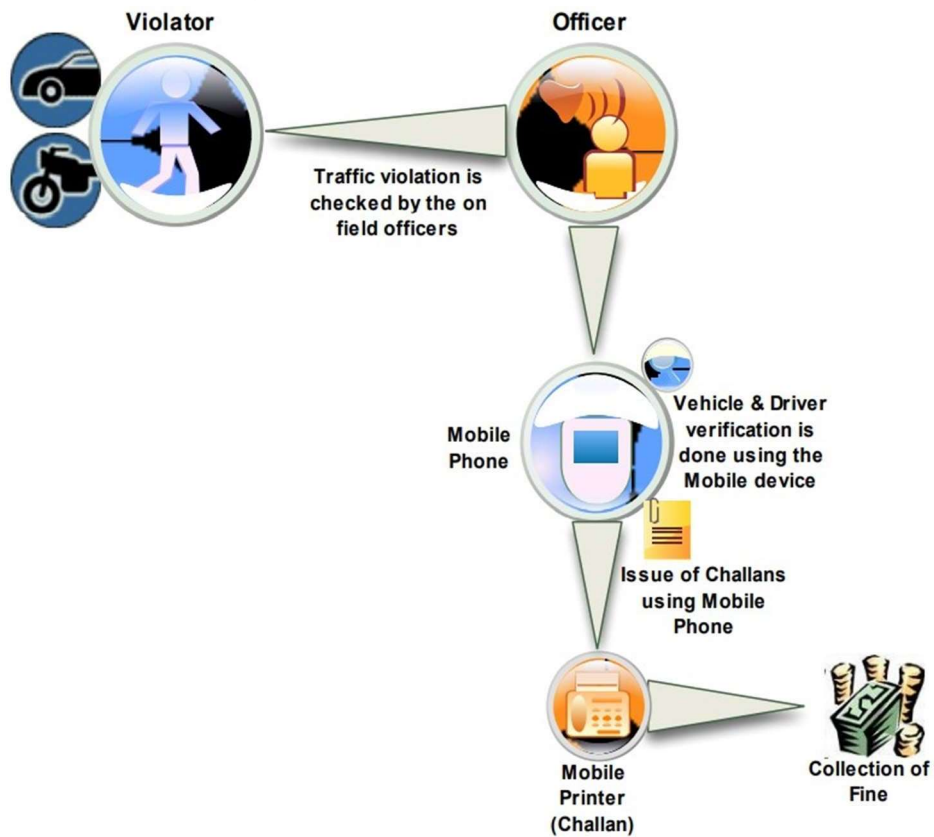 Violator
Officer
Traffic violation is
checked by the on
field officers
Mobile
Phone
Vehicle & Driver
verification is
done using the
Mobile device
Issue of Challans
using Mobile
Phone
Mobile
Printer
(Challan)
Collection of
Fine